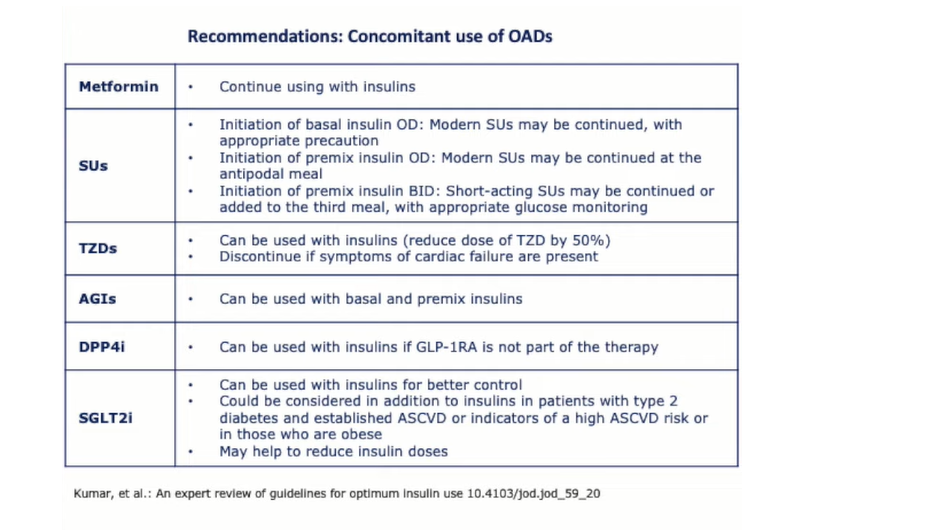 Recommendations: Concomitant use of OADs
Metformin
• Continue using with insulins
SUs
• Initiation of basal insulin OD: Modern SUs may be continued, with
appropriate precaution
• Initiation of premix insulin OD: Modern SUs may be continued at the
antipodal meal
• Initiation of premix insulin BID: Short-acting SUs may be continued or
added to the third meal, with appropriate glucose monitoring
TZDs
• Can be used with insulins (reduce dose of TZD by 50%)
• Discontinue if symptoms of cardiac failure are present
AGIs
• Can be used with basal and premix insulins
DPP4i
• Can be used with insulins if GLP-1RA is not part of the therapy
SGLT2i
• Can be used with insulins for better control
• Could be considered in addition to insulins in patients with type 2
diabetes and established ASCVD or indicators of a high ASCVD risk or
in those who are obese
• May help to reduce insulin doses
Kumar, et al.: An expert review of guidelines for optimum insulin use 10.4103/jod.jod_59_20